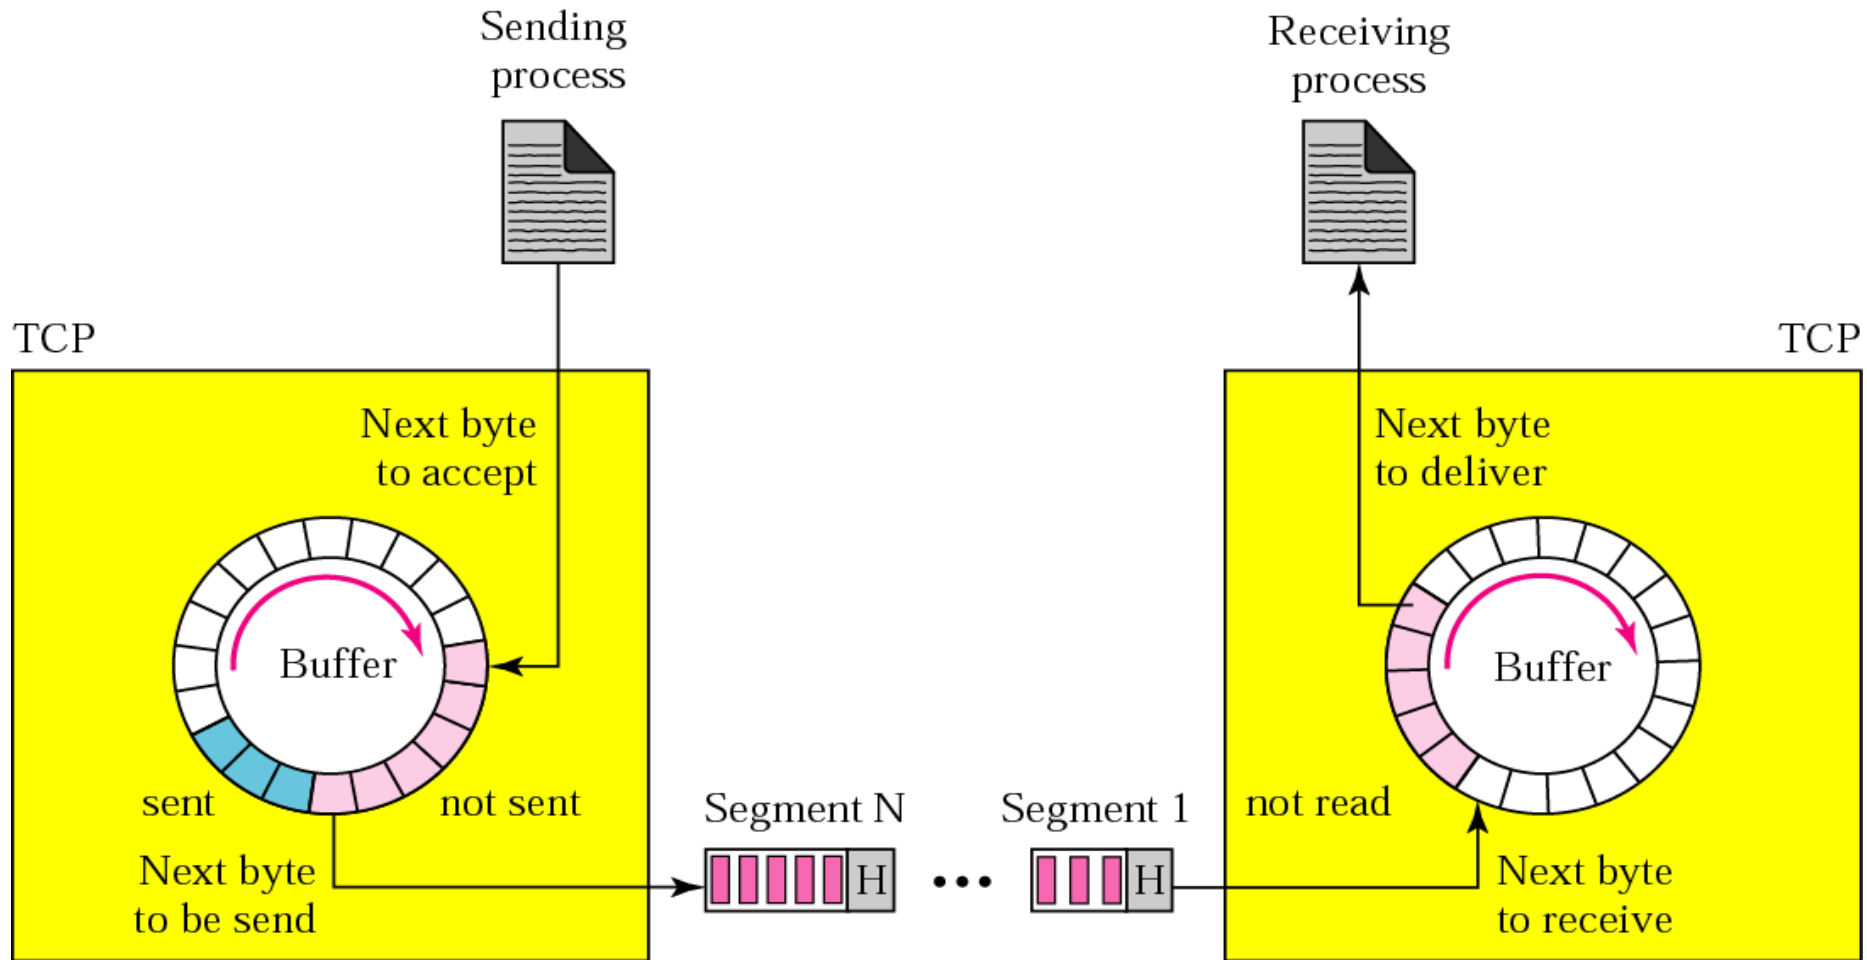 Sending
process
Receiving
process
TCP
TCP
Next byte
to accept
Next byte
to deliver
Buffer
Buffer
sent
not sent
Segment N
Segment 1
not read
H
H
Next byte
to be send
Next byte
to receive